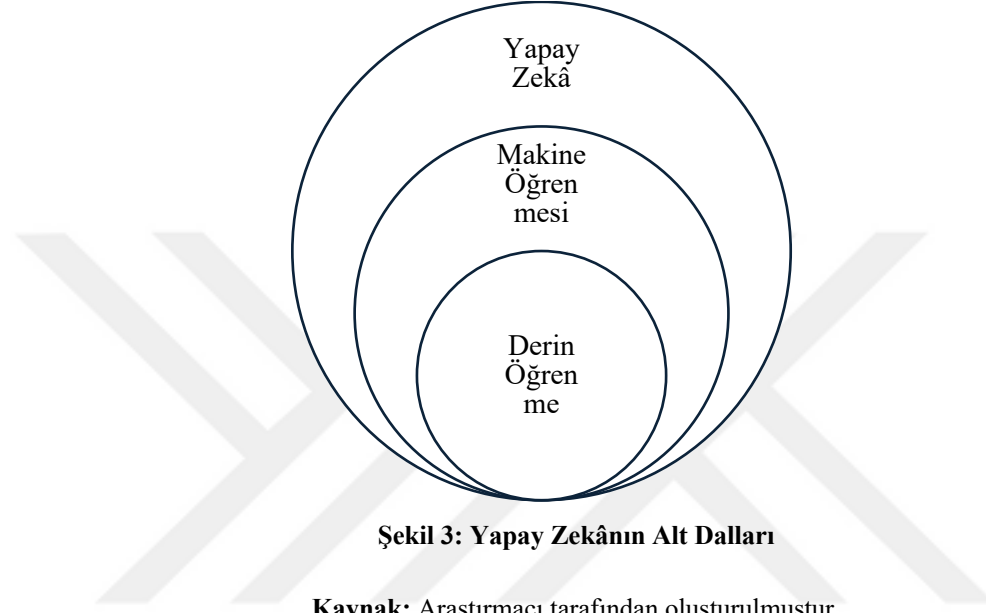 Yapay
Zekâ
Makine
Öğren
mesi
Derin
Öğren
me
Şekil 3: Yapay Zekânın Alt Dalları
Kaynak: Araştırmacı tarafından oluşturulmuştur